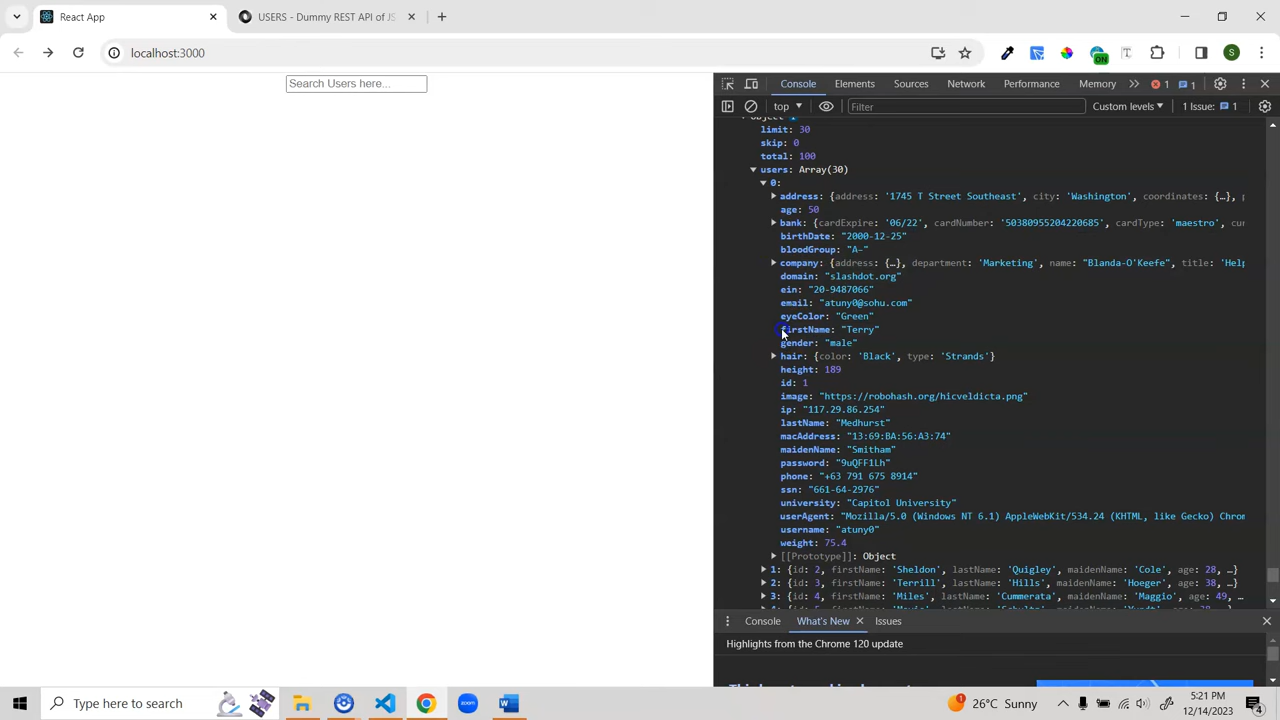 React App
USERS - Dummy REST API of JS
localhost:3000
S
ON
Search Users here...
Console Elements Sources Network Performance Memory 1 1
top Filter Custom levels 1 Issue: 1
limit: 30
skip: 0
total: 100
users: Array(30)
0:
address: {address: '1745 T Street Southeast', city: 'Washington', coordinates: {…},
age: 50
bank: {cardExpire: '06/22', cardNumber: '50380955204220685', cardType: 'maestro',
birthDate: "2000-12-25"
bloodGroup: "A−"
company: {address: {…}, department: 'Marketing', name: "Blanda-O'Keefe", title: 'Help
domain: "slashdot.org"
ein: "20-9487066"
email: "atuny0@sohu.com"
eyeColor: "Green"
firstName: "Terry"
gender: "male"
hair: {color: 'Black', type: 'Strands'}
height: 189
id: 1
image: "https://robohash.org/hicveldicta.png"
ip: "117.29.86.254"
lastName: "Medhurst"
macAddress: "13:69:BA:56:A3:74"
maidenName: "Smitham"
password: "9uQFF1Lh"
phone: "+63 791 675 8914"
ssn: "661-64-2976"
university: "Capitol University"
userAgent: "Mozilla/5.0 (Windows NT 6.1) AppleWebKit/534.24 (KHTML, like Gecko) Chrom
username: "atuny0"
weight: 75.4
[[Prototype]]: Object
1: {id: 2, firstName: 'Sheldon', lastName: 'Quigley', maidenName: 'Cole', age: 28, …}
2: {id: 3, firstName: 'Terrill', lastName: 'Hills', maidenName: 'Hoeger', age: 38, …}
3: {id: 4, firstName: 'Miles', lastName: 'Cummerata', maidenName: 'Maggio', age: 49, …}
Console What's New Issues
Highlights from the Chrome 120 update
Type here to search
zoom
1 26°C Sunny
5:21 PM
12/14/2023
4